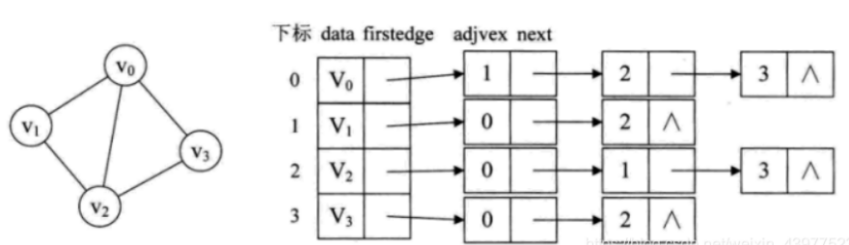 下标 data firstedge adjvex next
V₀
V₁
V₃
V₂
0 V₀ 1 2 3 ∧
1 V₁ 0 2 ∧
2 V₂ 0 1 3 ∧
3 V₃ 0 2 ∧